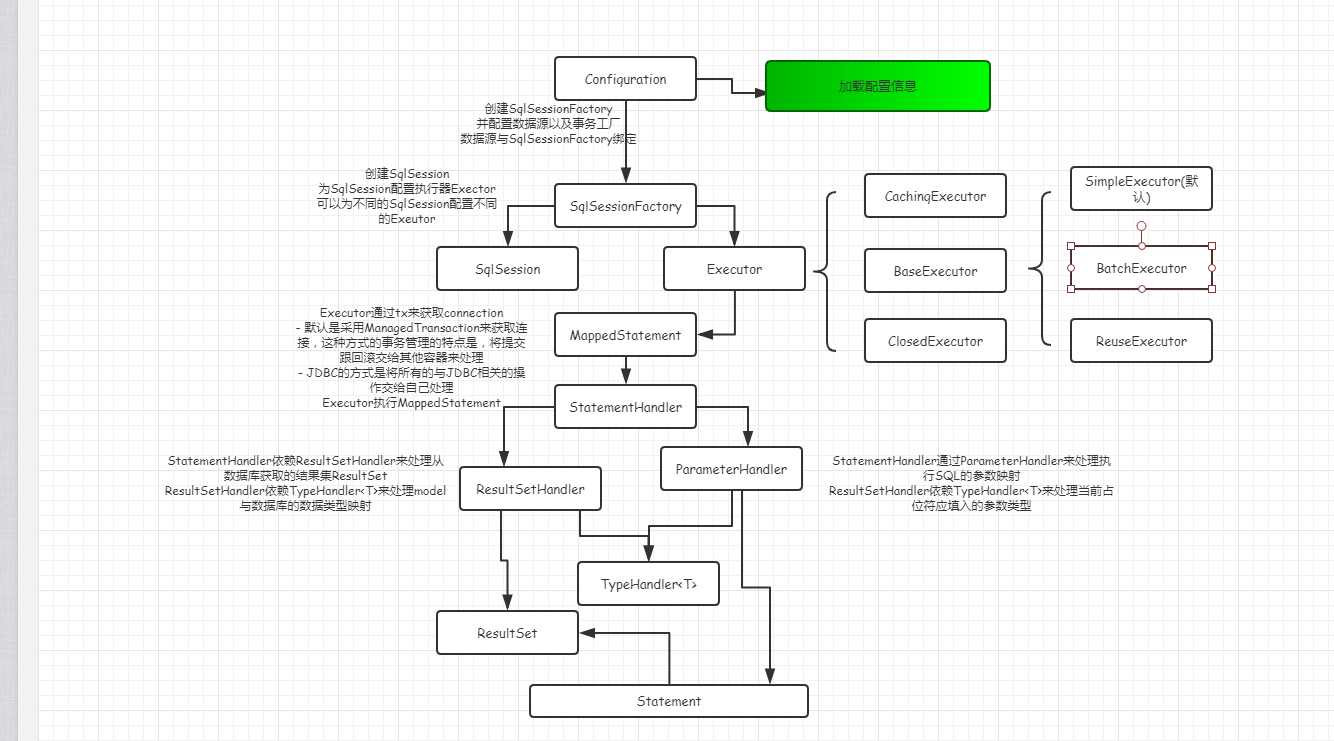 Configuration
加载配置信息
创建SqlSessionFactory
并配置数据源以及事务工厂
数据源与SqlSessionFactory绑定
创建SqlSession
为SqlSession配置执行器Exector
可以为不同的SqlSession配置不同
的Exeutor
SqlSessionFactory
SqlSession
Executor
CachingExecutor
BaseExecutor
ClosedExecutor
SimpleExecutor(默
认)
BatchExecutor
ReuseExecutor
Executor通过tx来获取connection
- 默认是采用ManagedTransaction来获取连
接，这种方式的事务管理的特点是，将提交
跟回滚交给其他容器来处理
- JDBC的方式是将所有的与JDBC相关的操
作交给自己处理
Executor执行MappedStatement
MappedStatement
StatementHandler
StatementHandler依赖ResultSetHandler来处理从
数据库获取的结果集ResultSet
ResultSetHandler依赖TypeHandler<T>来处理model
与数据库的数据类型映射
ResultSetHandler
ParameterHandler
StatementHandler通过ParameterHandler来处理执
行SQL的参数映射
ResultSetHandler依赖TypeHandler<T>来处理当前占
位符应填入的参数类型
TypeHandler<T>
ResultSet
Statement